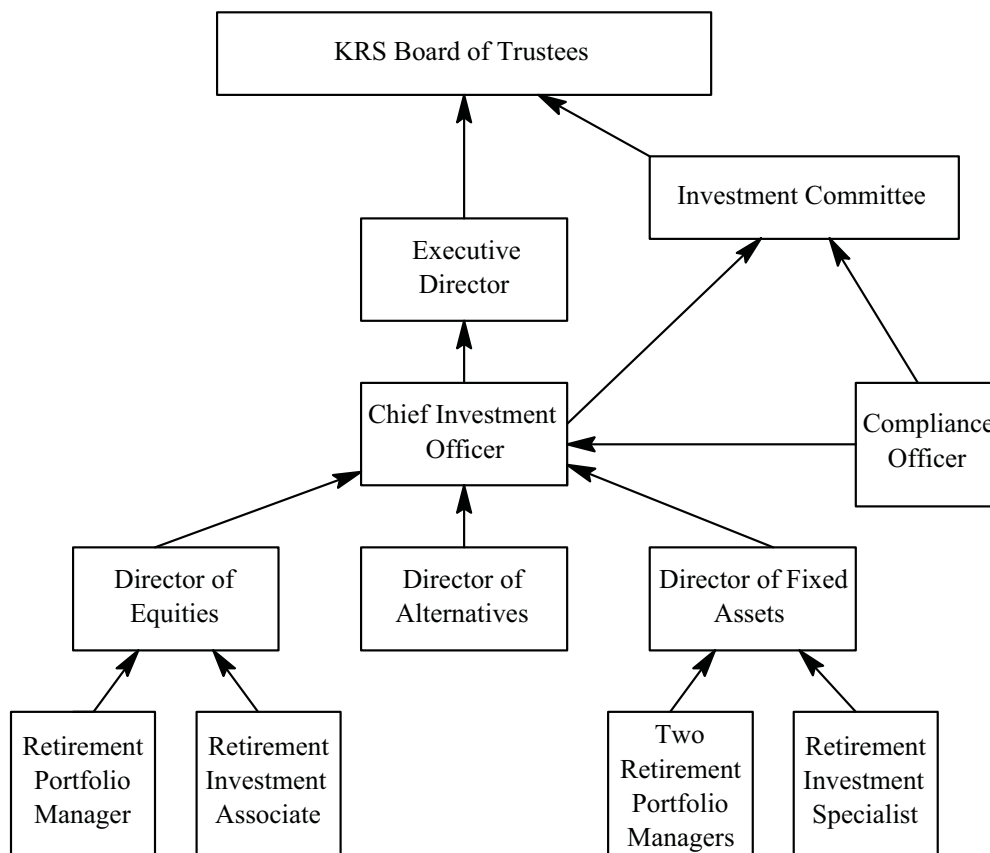 KRS Board of Trustees
Investment Committee
Executive
Director
Chief Investment
Officer
Compliance
Officer
Director of
Equities
Director of
Alternatives
Director of Fixed
Assets
Retirement
Portfolio
Manager
Retirement
Investment
Associate
Two
Retirement
Portfolio
Managers
Retirement
Investment
Specialist